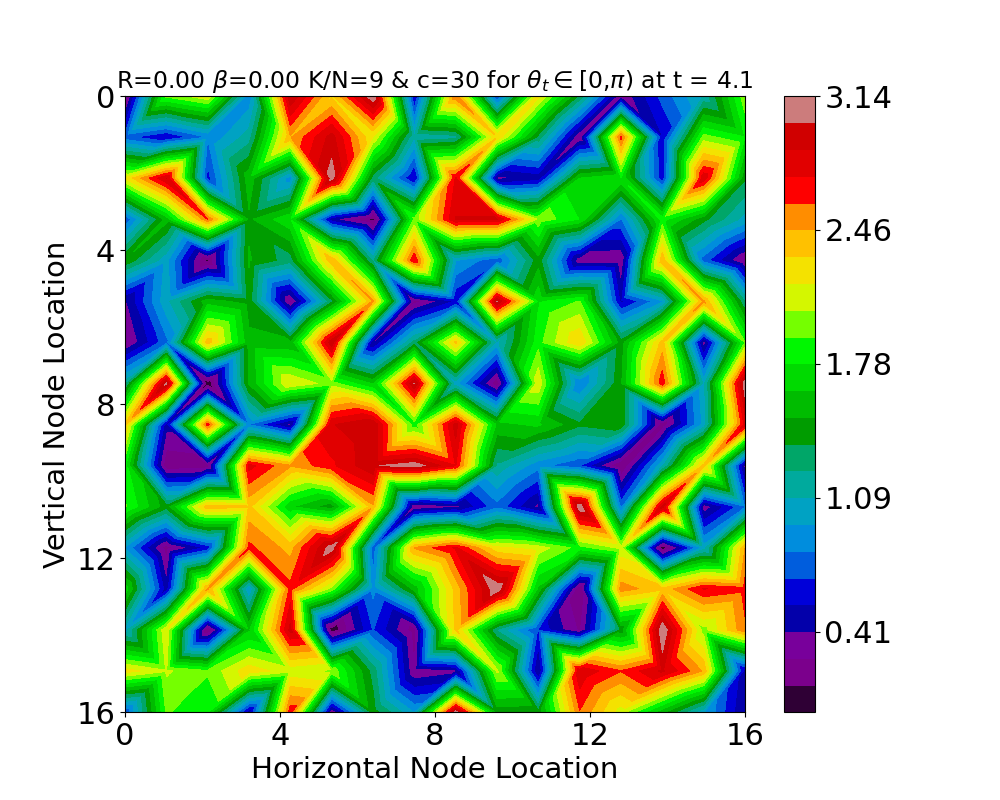 R=0.00 β=0.00 K/N=9 & c=30 for θ_t ∈ [0,π) at t = 4.1
0
4
8
12
16
Vertical Node Location
0 4 8 12 16
Horizontal Node Location
3.14
2.46
1.78
1.09
0.41